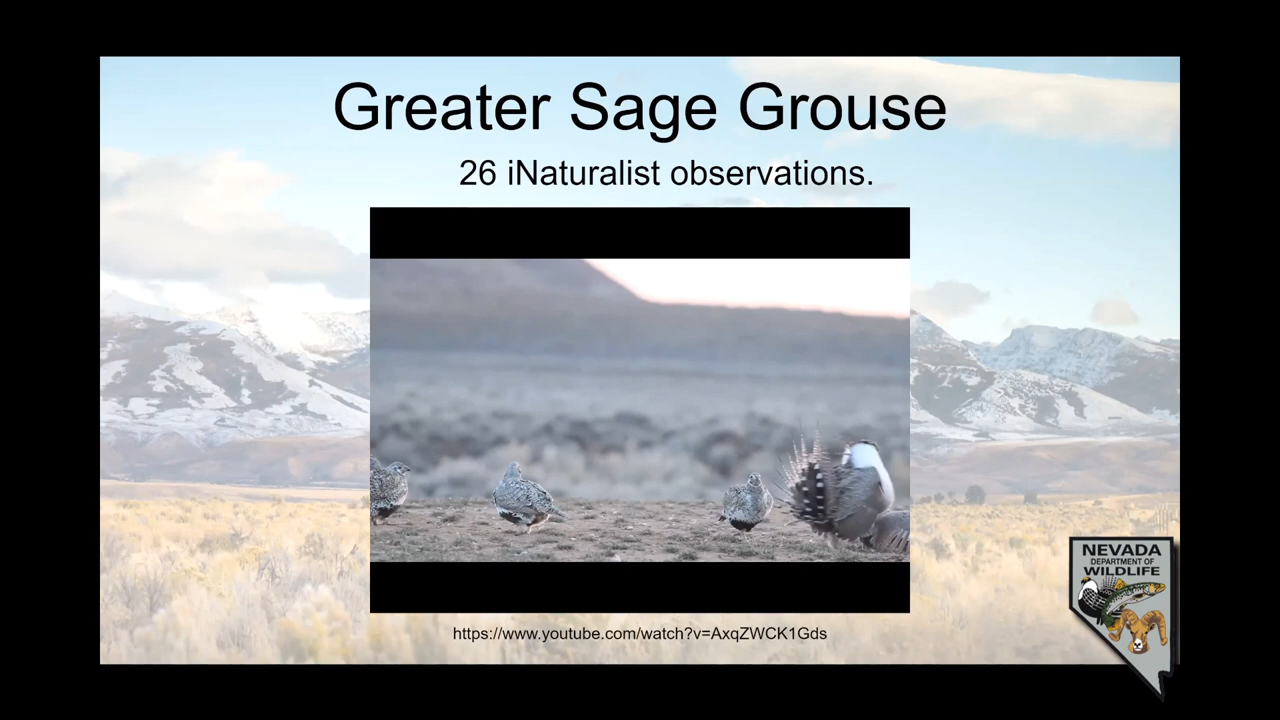 Greater Sage Grouse
26 iNaturalist observations.
https://www.youtube.com/watch?v=AxqZWCK1Gds
NEVADA
DEPARTMENT OF
WILDLIFE